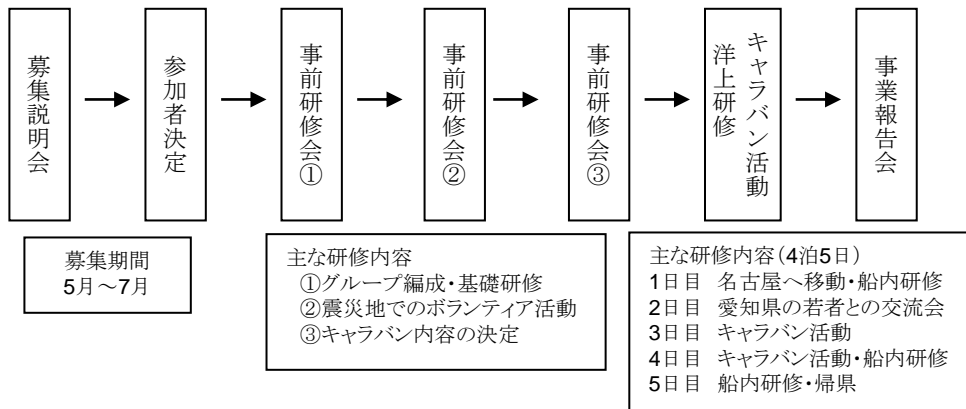 募集説明会
参加者決定
事前研修会①
事前研修会②
事前研修会③
キャラバン活動
洋上研修
事業報告会
募集期間
5月～7月
主な研修内容
①グループ編成・基礎研修
②震災地でのボランティア活動
③キャラバン内容の決定
主な研修内容（4泊5日）
1日目 名古屋へ移動・船内研修
2日目 愛知県の若者との交流会
3日目 キャラバン活動
4日目 キャラバン活動・船内研修
5日目 船内研修・帰県